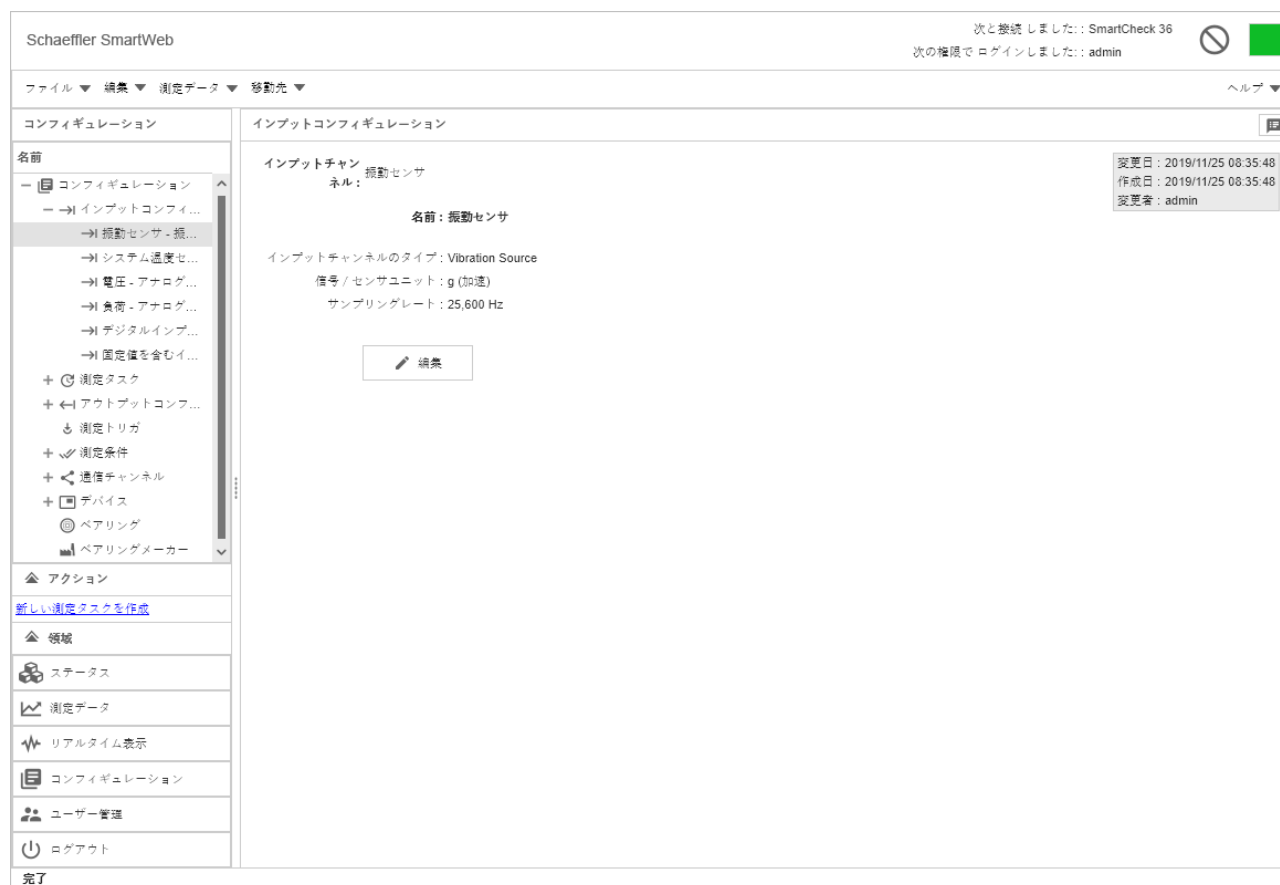 Schaeffler SmartWeb
次と接続 しました: : SmartCheck 36
次の権限で ログインしました: : admin
ファイル 編集 測定データ 移動先 ヘルプ
コンフィギュレーション
インプットコンフィギュレーション
名前
コンフィギュレーション
インプットコンフィ...
振動センサ - 振...
システム温度セ...
電圧 - アナログ...
負荷 - アナログ...
デジタルインプ...
固定値を含むイ...
測定タスク
アウトプットコンフ...
測定トリガ
測定条件
通信チャンネル
デバイス
ベアリング
ベアリングメーカー
アクション
新しい測定タスクを作成
領域
ステータス
測定データ
リアルタイム表示
コンフィギュレーション
ユーザー管理
ログアウト
インプットチャン
ネル : 振動センサ
名前 : 振動センサ
インプットチャンネルのタイプ : Vibration Source
信号 / センサユニット : g (加速)
サンプリングレート : 25,600 Hz
編集
変更日 : 2019/11/25 08:35:48
作成日 : 2019/11/25 08:35:48
変更者 : admin
完了